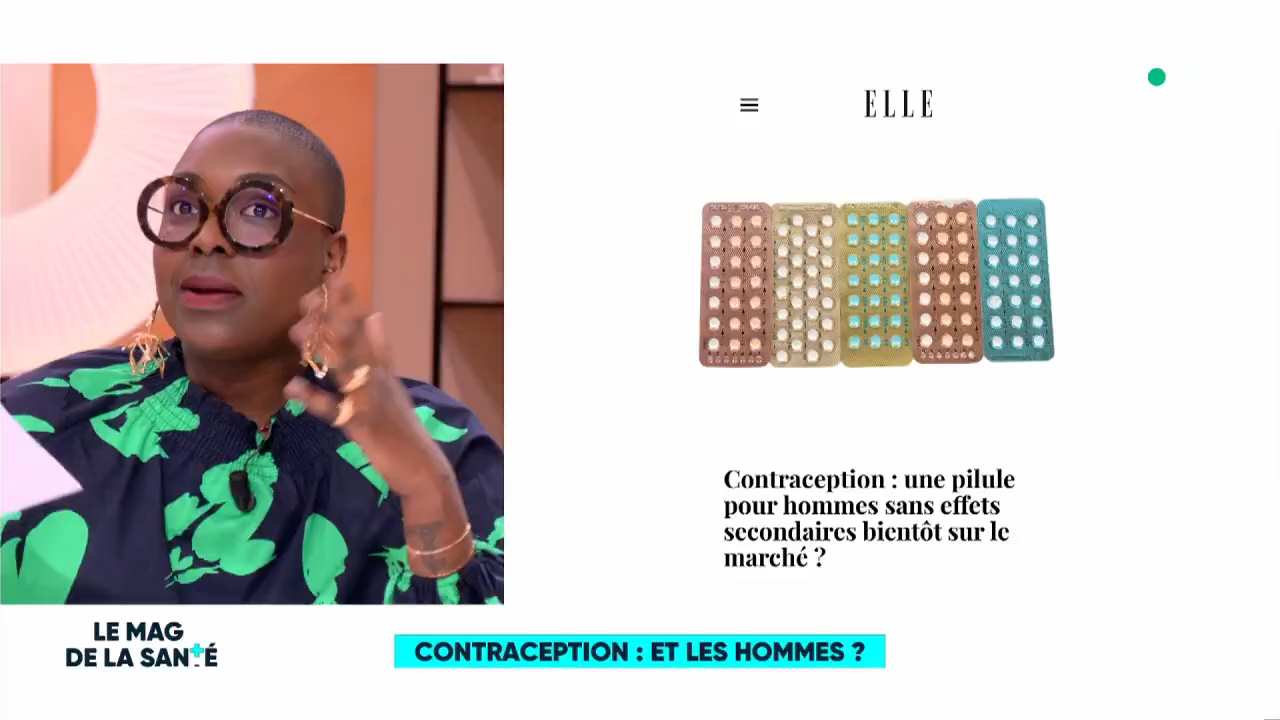 ELLE
Contraception : une pilule
pour hommes sans effets
secondaires bientôt sur le
marché ?
LE MAG
DE LA SANTÉ
CONTRACEPTION : ET LES HOMMES ?